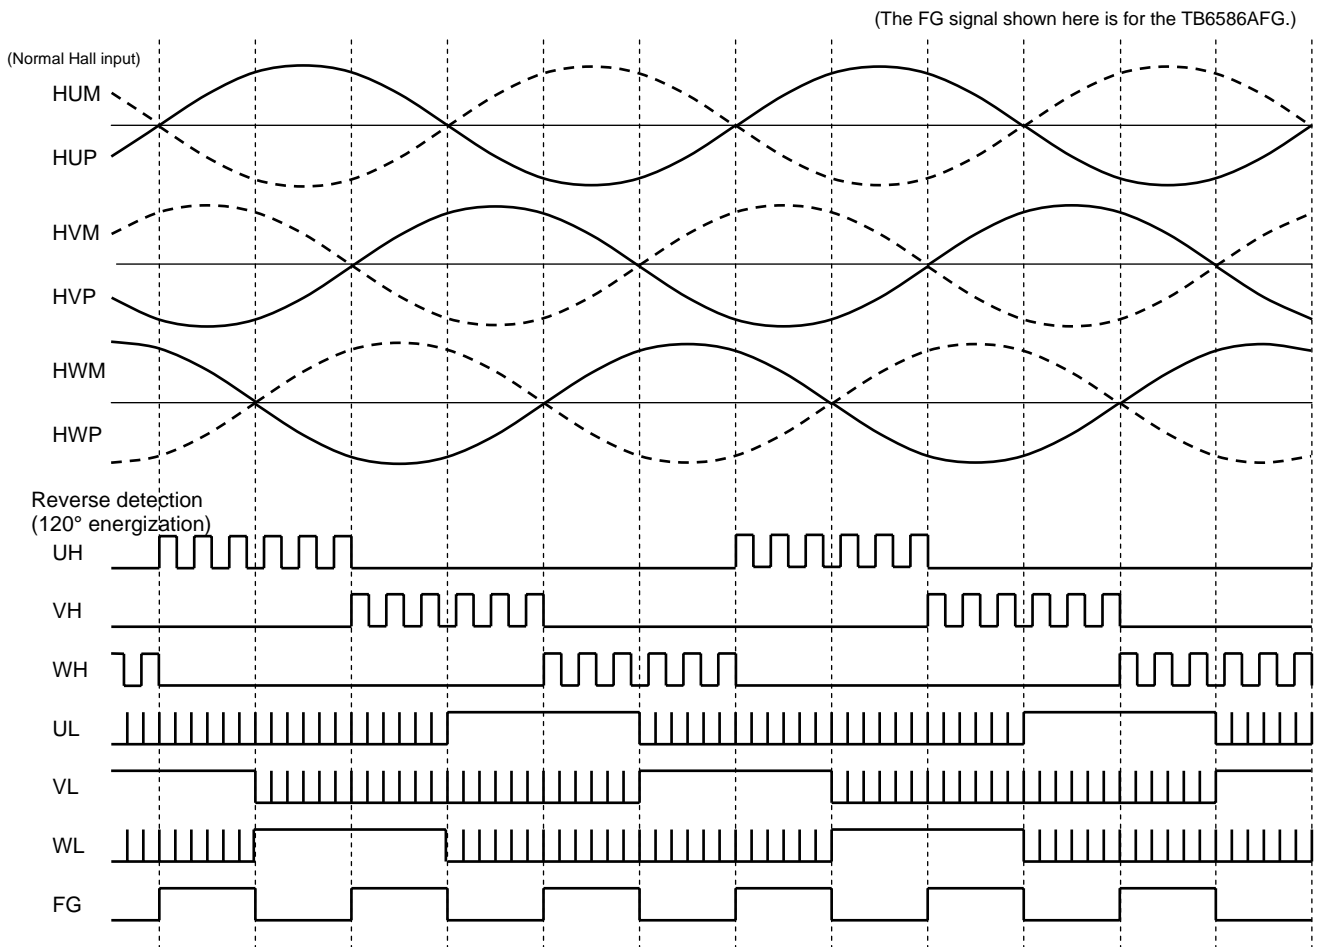 (The FG signal shown here is for the TB6586AFG.)
(Normal Hall input)
HUM
HUP
HVM
HVP
HWM
HWP
Reverse detection
(120° energization)
UH
VH
WH
UL
VL
WL
FG